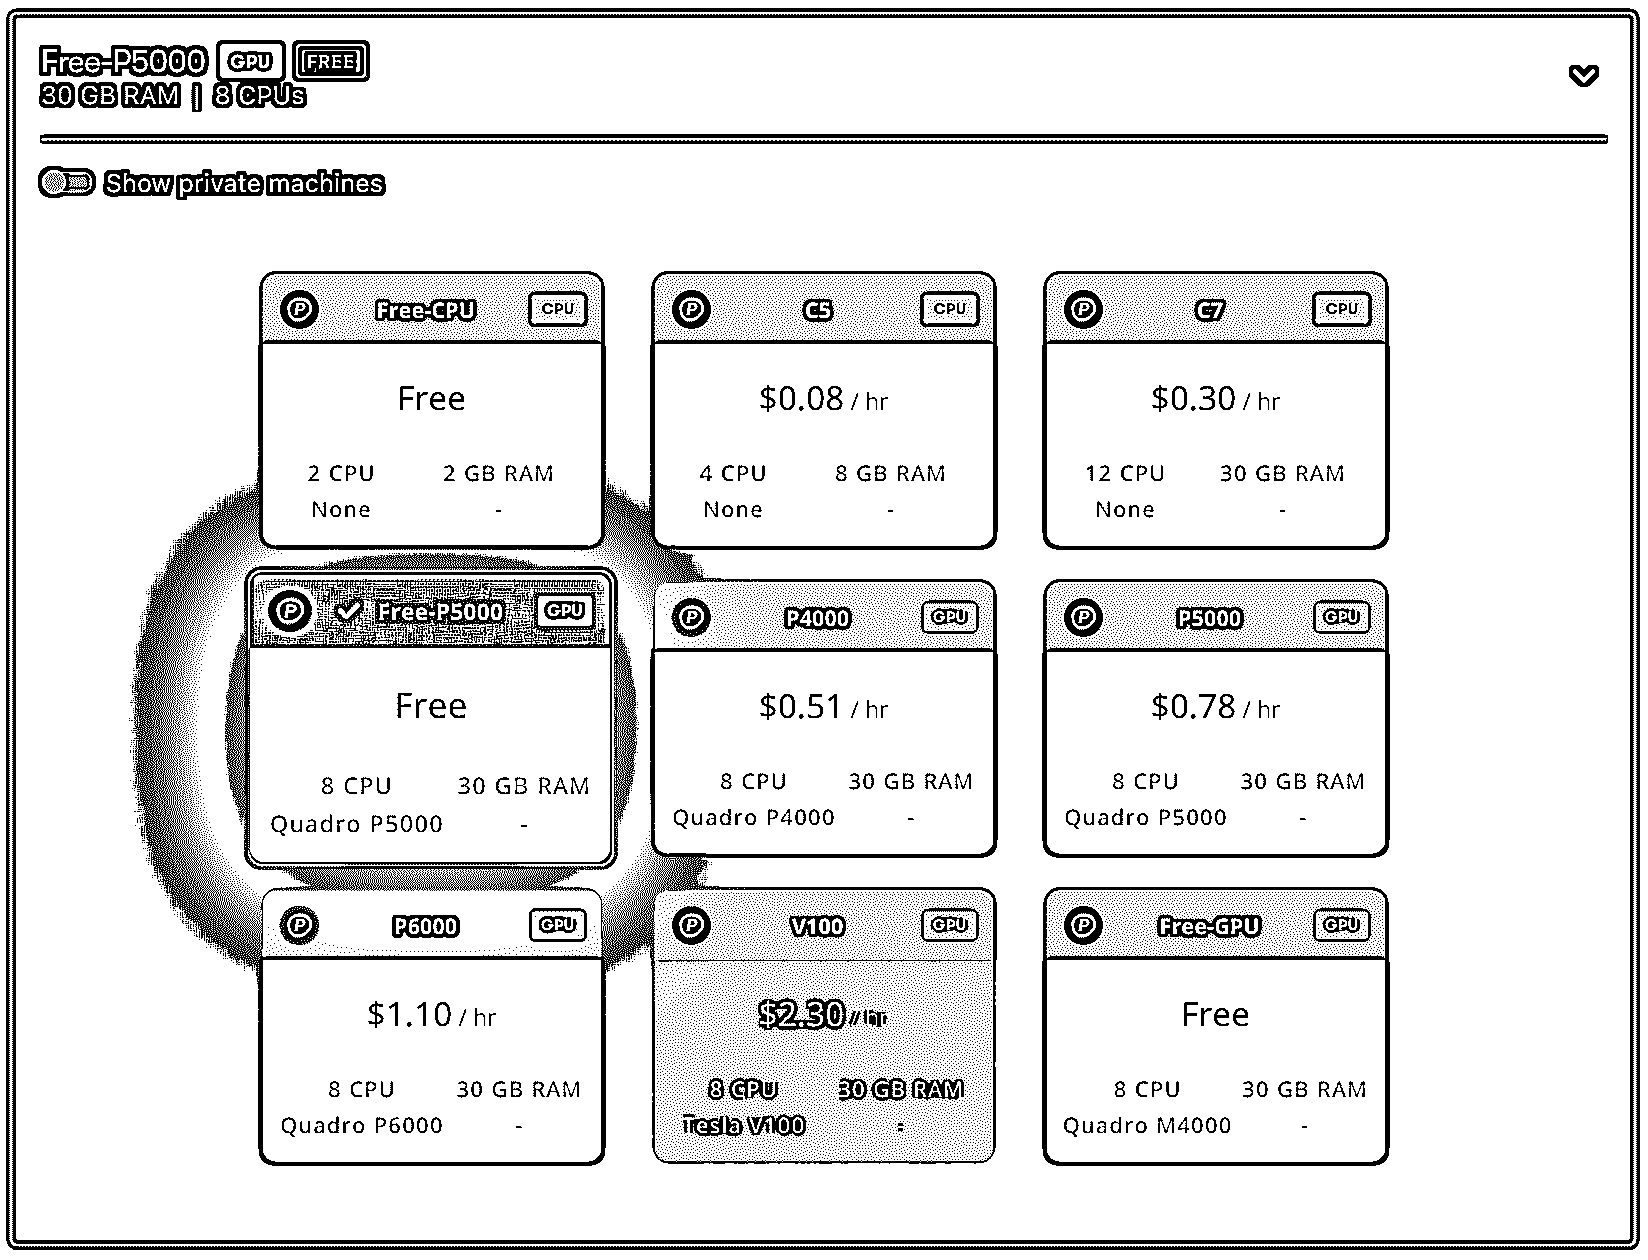 Free-P5000 GPU FREE
30 GB RAM | 8 CPUs
Show private machines
P Free-CPU CPU
Free
2 CPU 2 GB RAM
None -
P C5 CPU
$0.08 / hr
4 CPU 8 GB RAM
None -
P C7 CPU
$0.30 / hr
12 CPU 30 GB RAM
None -
P Free-P5000 GPU
Free
8 CPU 30 GB RAM
Quadro P5000 -
P P4000 GPU
$0.51 / hr
8 CPU 30 GB RAM
Quadro P4000 -
P P5000 GPU
$0.78 / hr
8 CPU 30 GB RAM
Quadro P5000 -
P P6000 GPU
$1.10 / hr
8 CPU 30 GB RAM
Quadro P6000 -
P V100 GPU
$2.30 / hr
8 CPU 30 GB RAM
Tesla V100 -
P Free-GPU GPU
Free
8 CPU 30 GB RAM
Quadro M4000 -